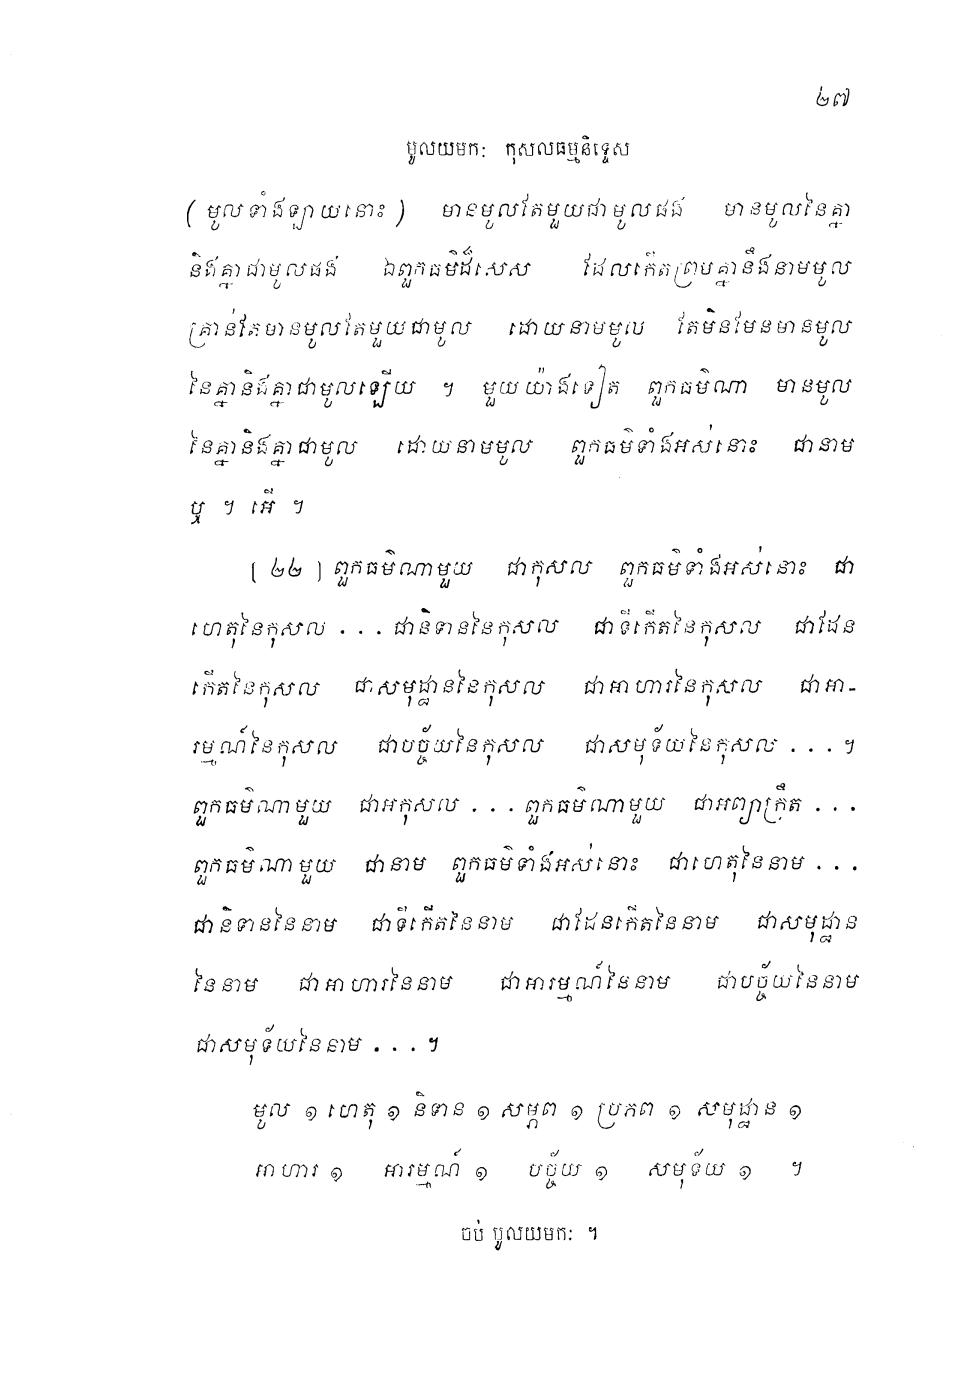 ២៧
មូលយមកៈ កុសលធម្មនិទ្ទេស
( មូលទាំងឡាយនោះ ) មានមូលតែមួយជាមូលផង មានមូលនៃគ្នា
និងគ្នាជាមូលផង ឯពួកធម៌ដ៏សេស ដែលកើតព្រមគ្នានឹងនាមមូល
គ្រាន់តែមានមូលតែមួយជាមូល ដោយនាមមូល តែមិនមែនមានមូល
នៃគ្នានិងគ្នាជាមូលឡើយ ។ មួយយ៉ាងទៀត ពួកធម៌ណា មានមូល
នៃគ្នានិងគ្នាជាមូល ដោយនាមមូល ពួកធម៌ទាំងអស់នោះ ជានាម
ឬ ។ អើ ។
[ ២២ ] ពួកធម៌ណាមួយ ជាកុសល ពួកធម៌ទាំងអស់នោះ ជា
ហេតុនៃកុសល . . . ជានិទាននៃកុសល ជាទីកើតនៃកុសល ជាដែន
កើតនៃកុសល ជាសមុដ្ឋាននៃកុសល ជាអាហារនៃកុសល ជាអា-
រម្មណ៍នៃកុសល ជាបច្ច័យនៃកុសល ជាសមុទ័យនៃកុសល . . . ។
ពួកធម៌ណាមួយ ជាអកុសល . . . ពួកធម៌ណាមួយ ជាអព្យាក្រឹត . . .
ពួកធម៌ណាមួយ ជានាម ពួកធម៌ទាំងអស់នោះ ជាហេតុនៃនាម . . .
ជានិទាននៃនាម ជាទីកើតនៃនាម ជាដែនកើតនៃនាម ជាសមុដ្ឋាន
នៃនាម ជាអាហារនៃនាម ជាអារម្មណ៍នៃនាម ជាបច្ច័យនៃនាម
ជាសមុទ័យនៃនាម . . . ។
មូល ១ ហេតុ ១ និទាន ១ សម្ភព ១ ប្រភព ១ សមុដ្ឋាន ១
អាហារ ១ អារម្មណ៍ ១ បច្ច័យ ១ សមុទ័យ ១ ។
ចប់ មូលយមកៈ ។